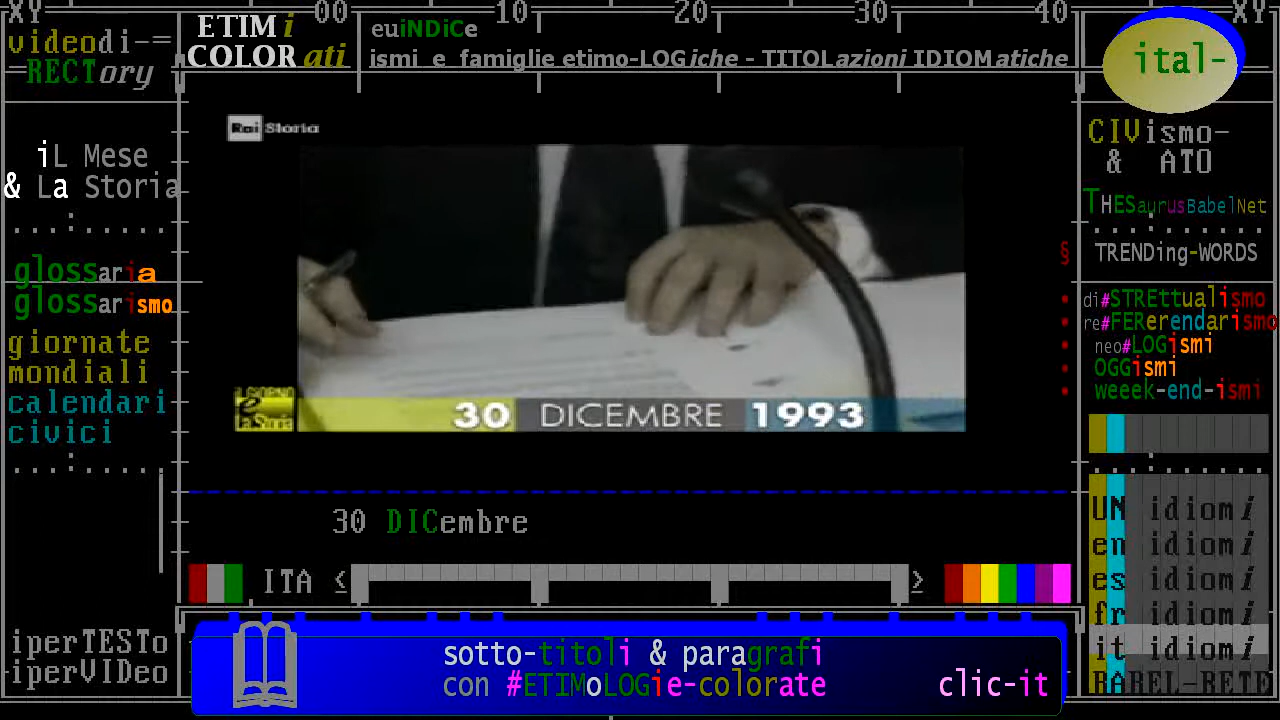 XY 00 10 20 30 40 XY
videodi-=
=RECTory
ETIMi
COLORati
euiNDiCe
ismi e famiglie etimo-LOGiche - TITOLazioni IDIOMatiche
ital-
iL Mese
& La Storia
glossaria
glossarismo
giornate
mondiali
calendari
civici
iperTESTo
iperVIDeo
Rai Storia
30 DICEMBRE 1993
30 DICembre
ITA <
>
sotto-titoli & paragrafi
con #ETIMoLOGie-colorate
clic-it
CIVismo-
& ATO
THESaurusBabelNet
TRENDing-WORDS
§
di#STREttualismo
re#FERerendarismo
neo#LOGismi
OGGismi
weeek-end-ismi
UN idiomi
en idiomi
es idiomi
fr idiomi
it idiomi